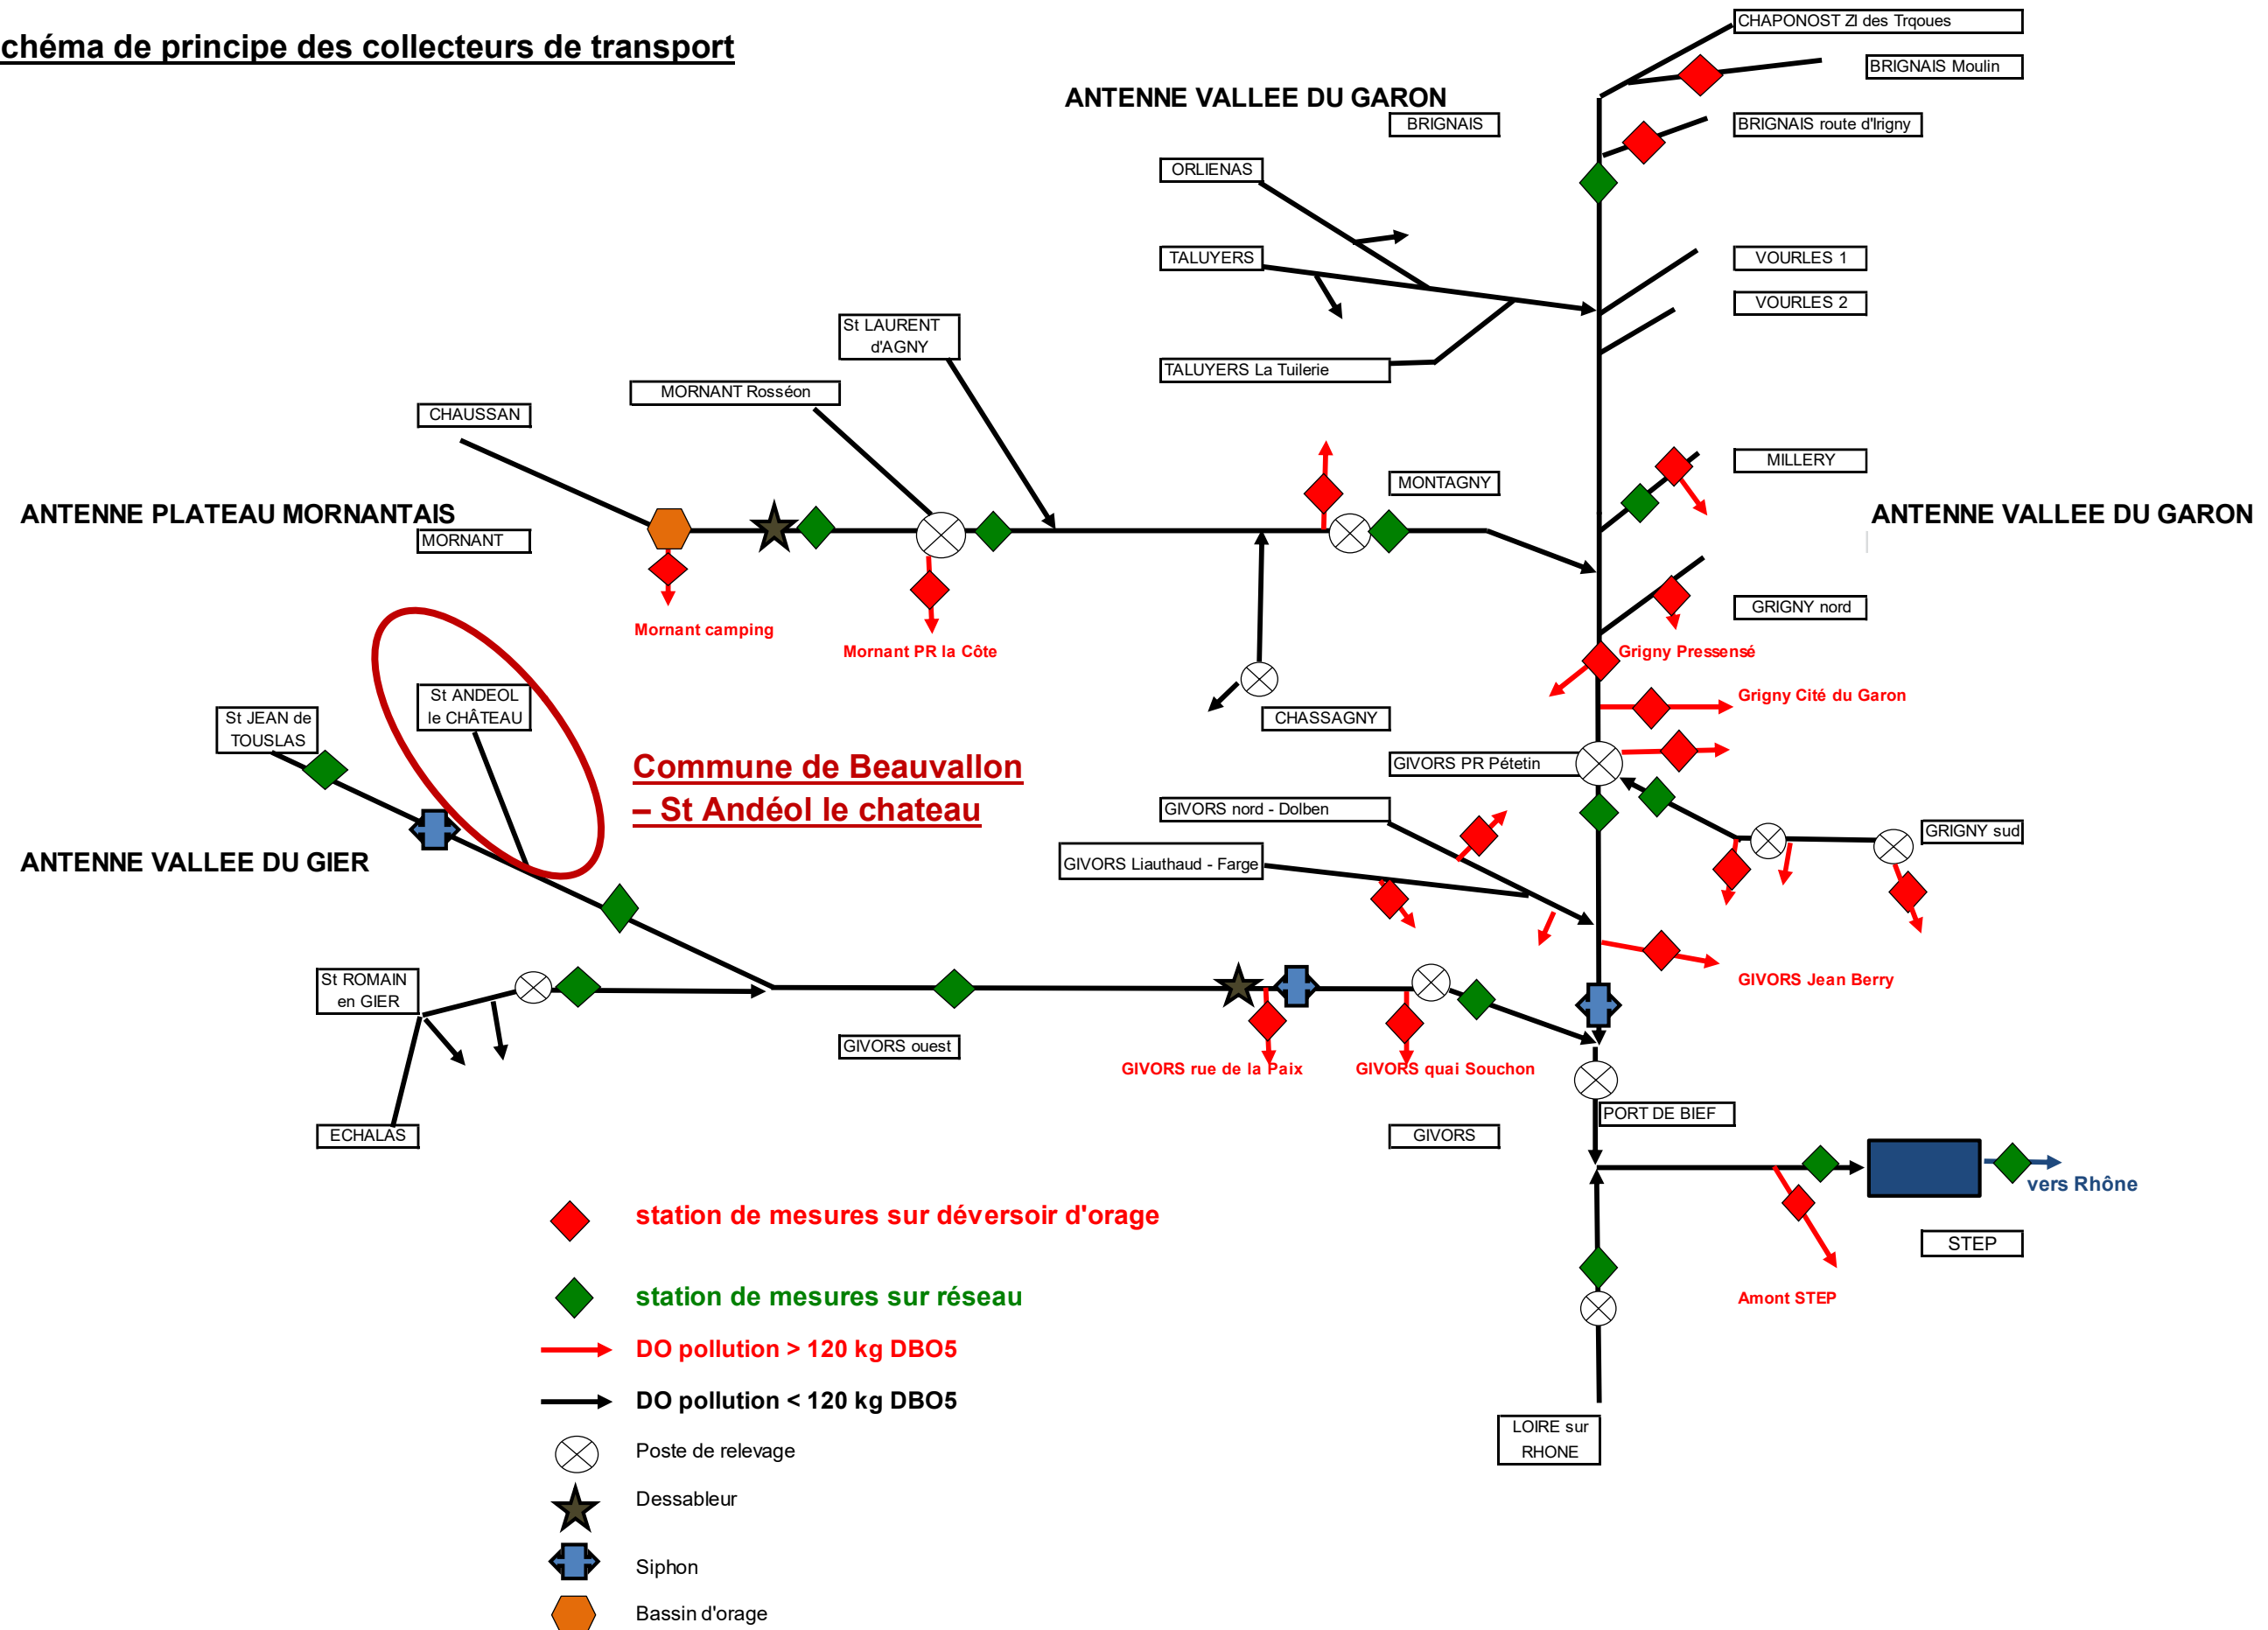 chéma de principe des collecteurs de transport
CHAPONOST ZI des Trqoues
BRIGNAIS Moulin
ANTENNE VALLEE DU GARON
BRIGNAIS
BRIGNAIS route d'Irigny
ORLIENAS
TALUYERS
VOURLES 1
VOURLES 2
St LAURENT
d'AGNY
TALUYERS La Tuilerie
MORNANT Rosséon
CHAUSSAN
MILLERY
MONTAGNY
ANTENNE PLATEAU MORNANTAIS
ANTENNE VALLEE DU GARON
MORNANT
GRIGNY nord
Mornant camping
Mornant PR la Côte
Grigny Pressensé
Grigny Cité du Garon
St ANDEOL
le CHÂTEAU
St JEAN de
TOUSLAS
CHASSAGNY
Commune de Beauvallon
– St Andéol le chateau
GIVORS PR Pétetin
GIVORS nord - Dolben
GRIGNY sud
ANTENNE VALLEE DU GIER
GIVORS Liauthaud - Farge
St ROMAIN
en GIER
GIVORS Jean Berry
GIVORS ouest
GIVORS rue de la Paix
GIVORS quai Souchon
PORT DE BIEF
ECHALAS
GIVORS
vers Rhône
STEP
station de mesures sur déversoir d'orage
station de mesures sur réseau
Amont STEP
DO pollution > 120 kg DBO5
DO pollution < 120 kg DBO5
LOIRE sur
RHONE
Poste de relevage
Dessableur
Siphon
Bassin d'orage